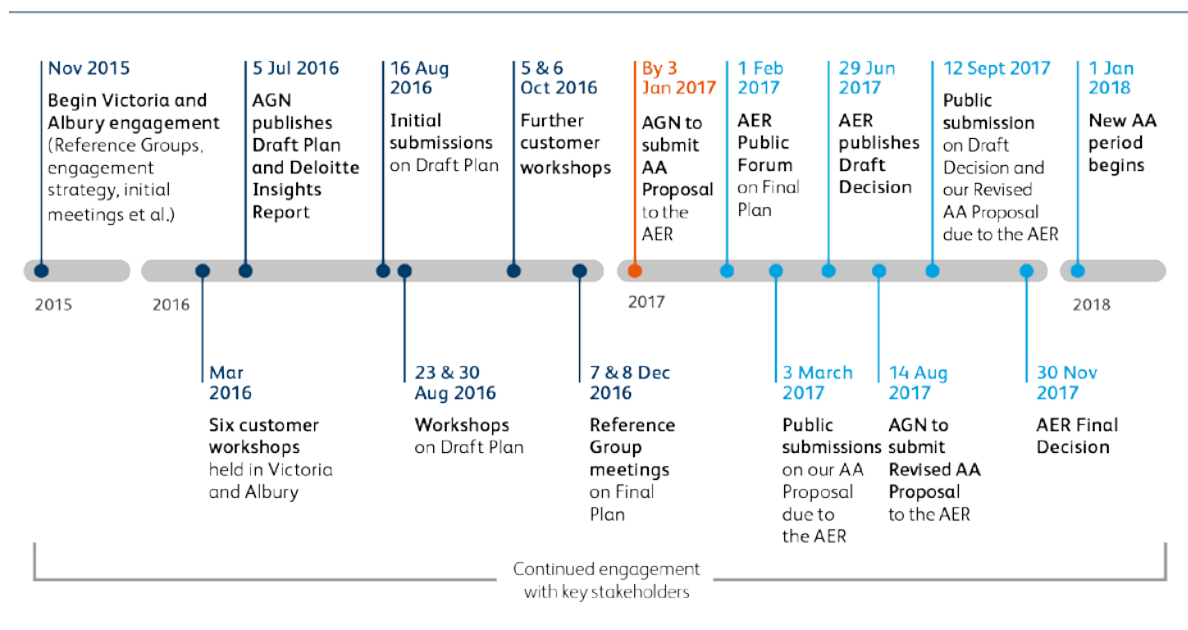 Nov 2015
Begin Victoria and
Albury engagement
(Reference Groups,
engagement
strategy, initial
meetings et al.)
5 Jul 2016
AGN
publishes
Draft Plan
and Deloitte
Insights
Report
16 Aug
2016
Initial
submissions
on Draft Plan
5 & 6
Oct 2016
Further
customer
workshops
By 3
Jan 2017
AGN to
submit
AA
Proposal
to the
AER
1 Feb
2017
AER
Public
Forum
on Final
Plan
29 Jun
2017
AER
publishes
Draft
Decision
12 Sept 2017
Public
submission
on Draft
Decision and
our Revised
AA Proposal
due to the AER
1 Jan
2018
New AA
period
begins
2015
2016
2017
2018
Mar
2016
Six customer
workshops
held in Victoria
and Albury
23 & 30
Aug 2016
Workshops
on Draft Plan
7 & 8 Dec
2016
Reference
Group
meetings
on Final
Plan
3 March
2017
Public
submissions
on our AA
Proposal
due to
the AER
14 Aug
2017
AGN to
submit
Revised AA
Proposal
to the AER
30 Nov
2017
AER Final
Decision
Continued engagement
with key stakeholders